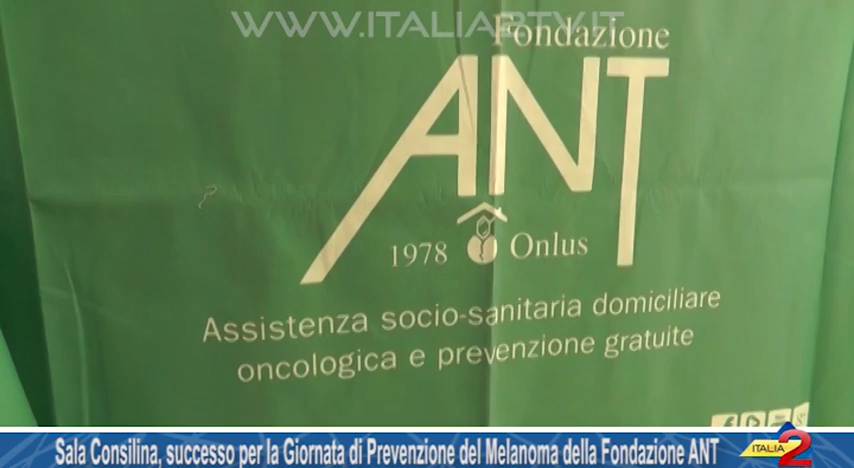 WWW.ITALIA2TV.IT
Fondazione
ANT
1978 Onlus
Assistenza socio-sanitaria domiciliare
oncologica e prevenzione gratuite
Sala Consilina, successo per la Giornata di Prevenzione del Melanoma della Fondazione ANT
ITALIA 2